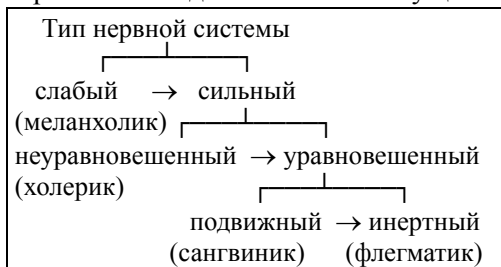 Тип нервной системы
слабый → сильный
(меланхолик)
неуравновешенный → уравновешенный
(холерик)
подвижный → инертный
(сангвиник) (флегматик)